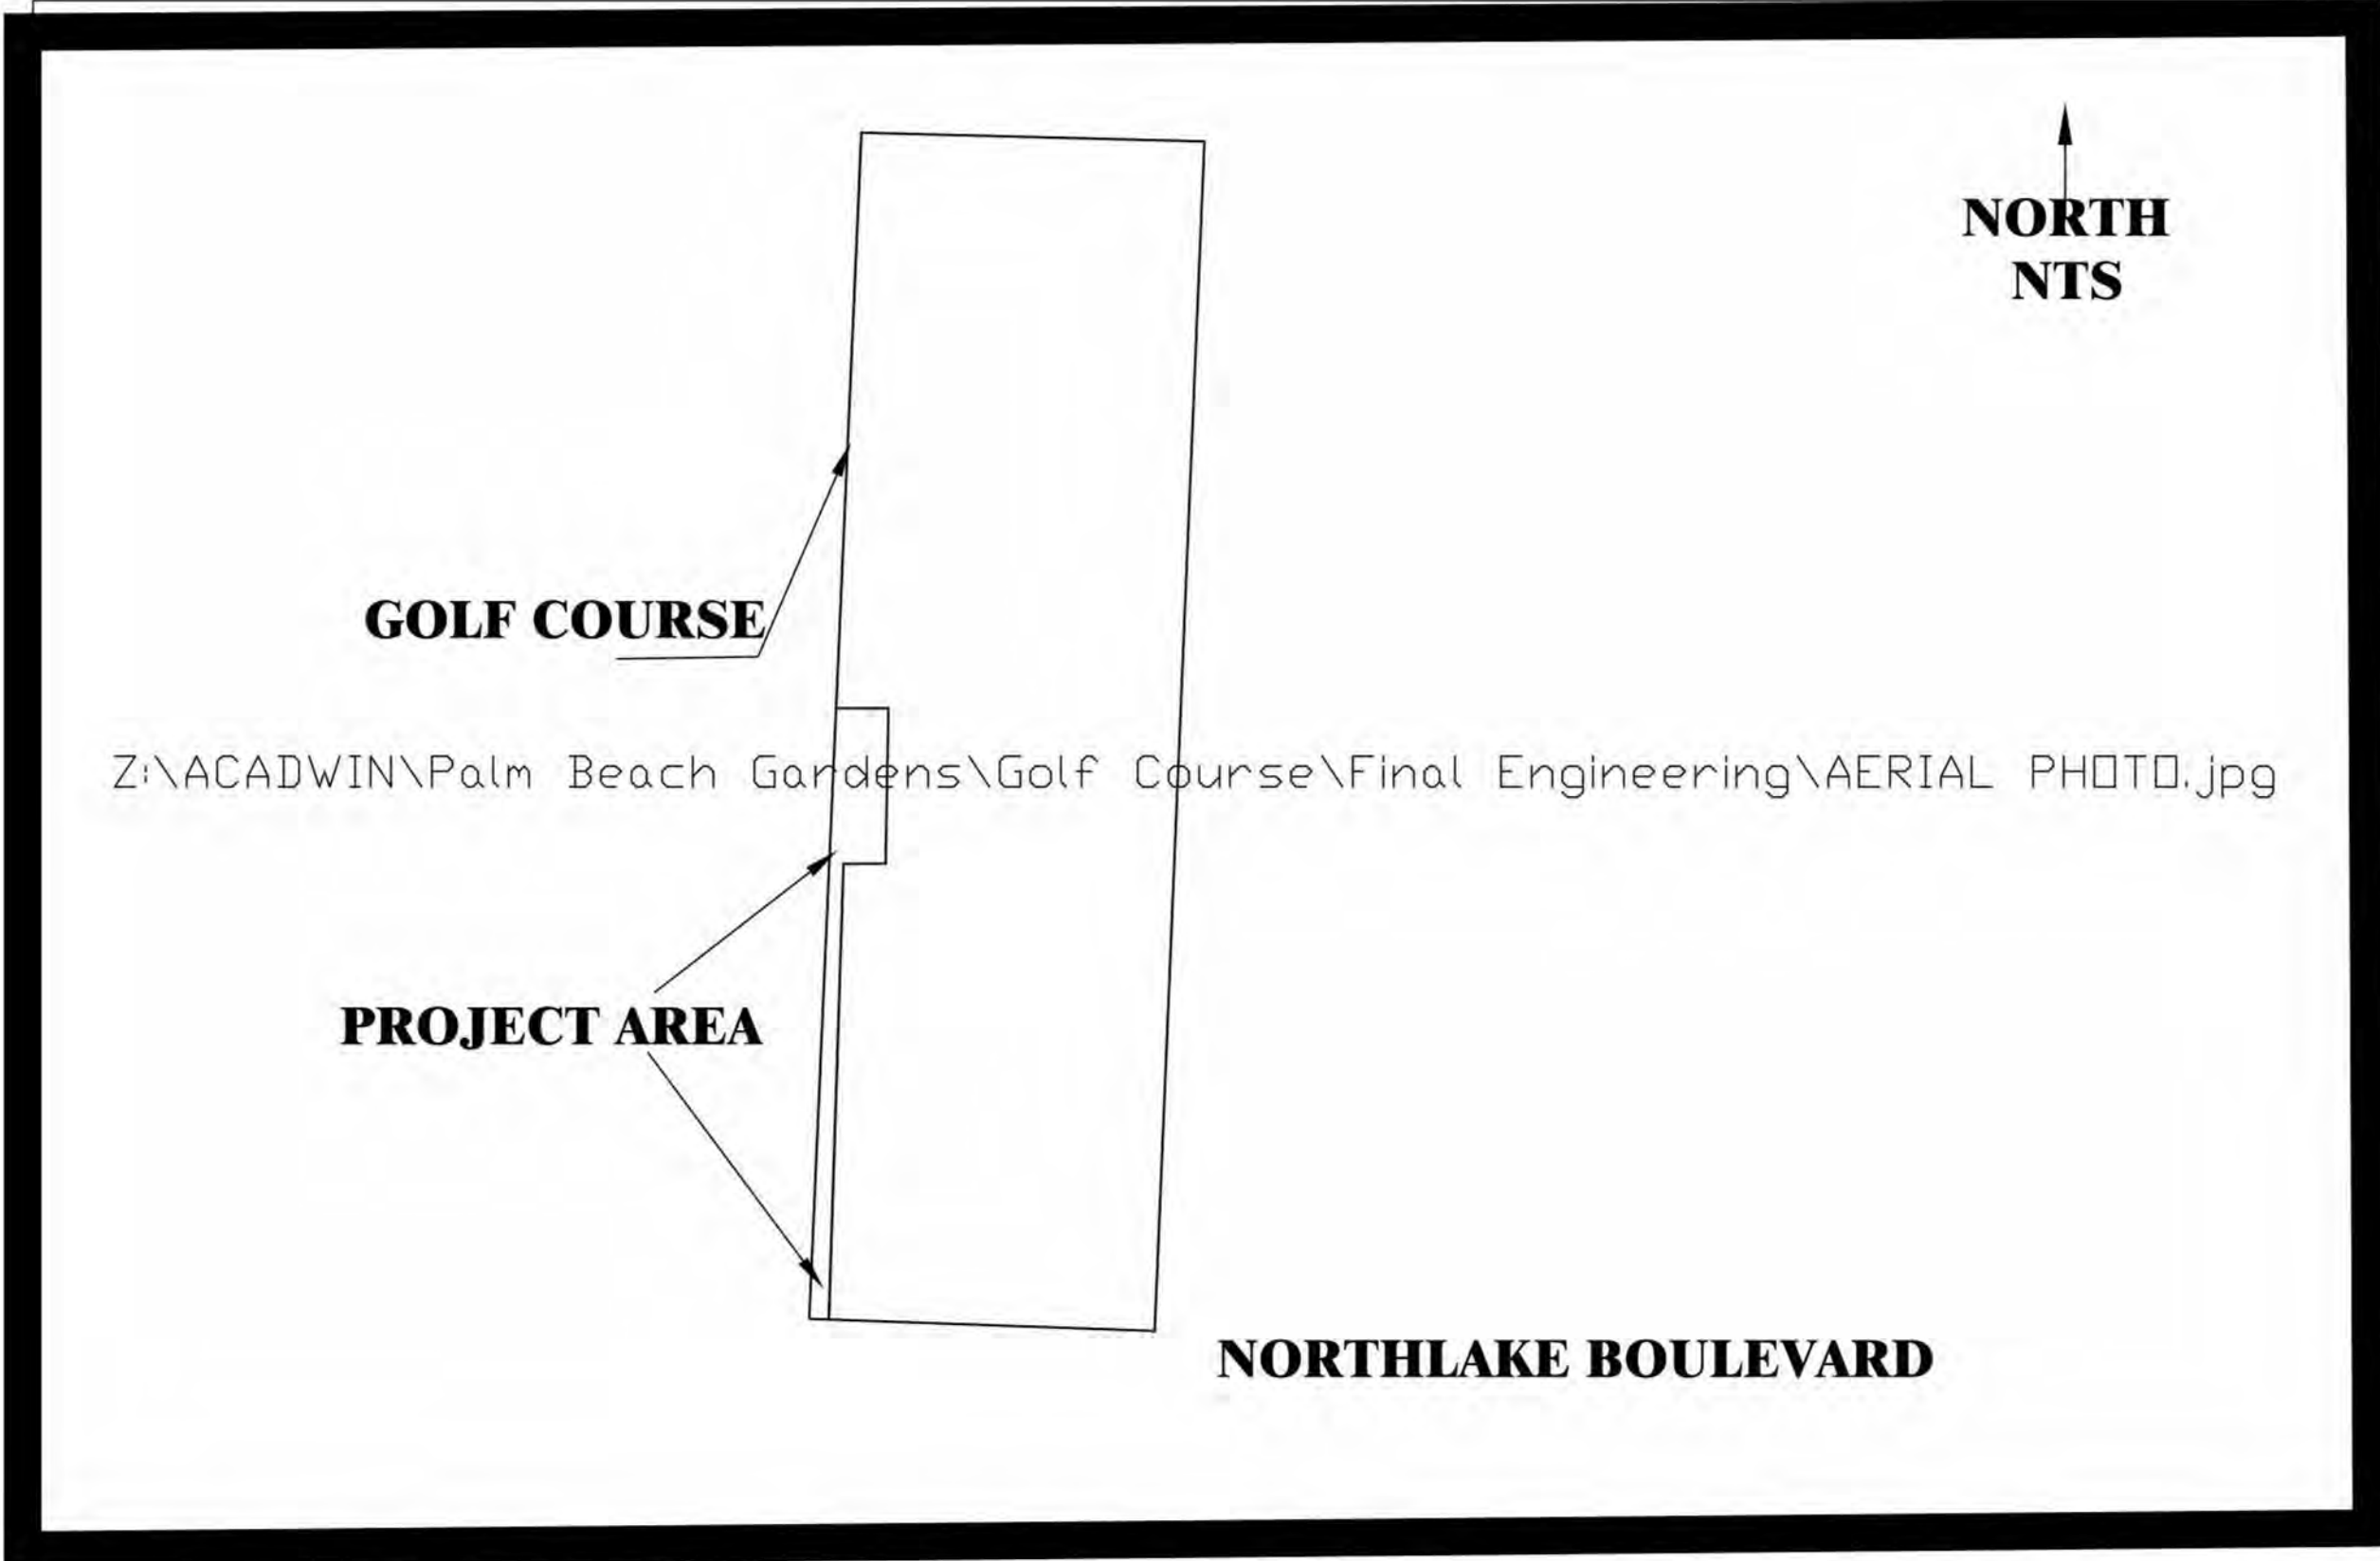 NORTH
NTS
GOLF COURSE
Z:\ACADWIN\Palm Beach Gardens\Golf Course\Final Engineering\AERIAL PHOTO.jpg
PROJECT AREA
NORTHLAKE BOULEVARD